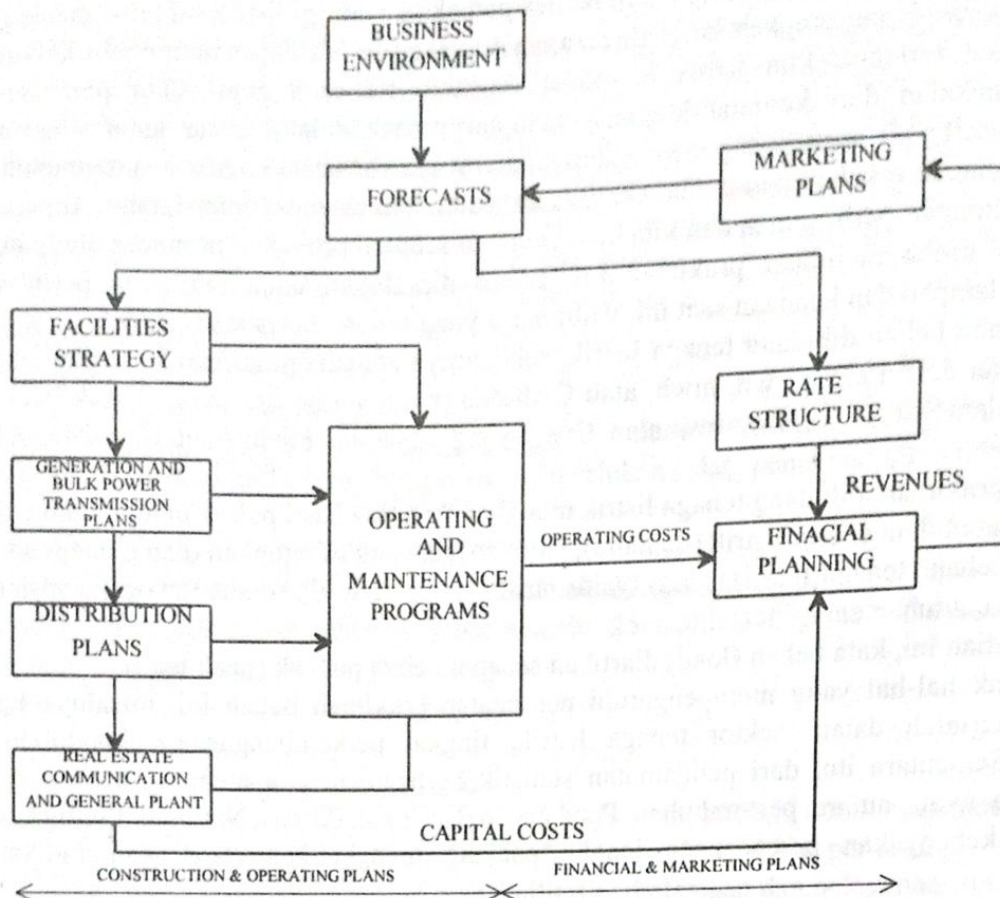 BUSINESS
ENVIRONMENT
FORECASTS
MARKETING
PLANS
FACILITIES
STRATEGY
RATE
STRUCTURE
GENERATION AND
BULK POWER
TRANSMISSION
PLANS
OPERATING
AND
MAINTENANCE
PROGRAMS
REVENUES
OPERATING COSTS
FINACIAL
PLANNING
DISTRIBUTION
PLANS
REAL ESTATE
COMMUNICATION
AND GENERAL PLANT
CAPITAL COSTS
CONSTRUCTION & OPERATING PLANS
FINANCIAL & MARKETING PLANS